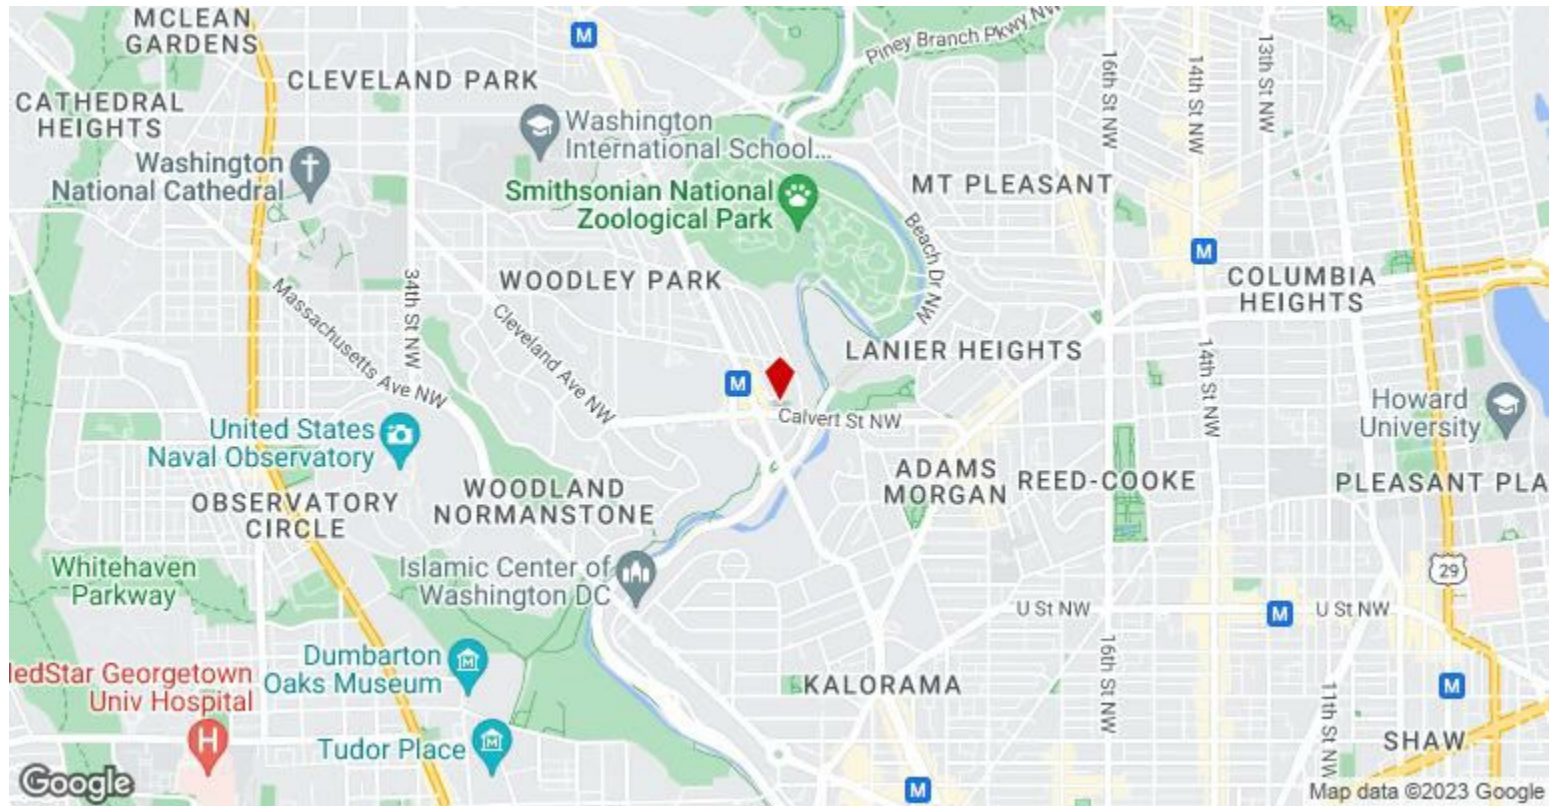 MCLEAN
GARDENS
CLEVELAND PARK
Piney Branch Pkwy NW
CATHEDRAL
HEIGHTS
M
16th St NW
14th St NW
13th St NW
Washington
International School...
Washington
National Cathedral
Smithsonian National
Zoological Park
MT PLEASANT
Beach Dr NW
M
WOODLEY PARK
COLUMBIA
HEIGHTS
34th St NW
Massachusetts Ave NW
Cleveland Ave NW
LANIER HEIGHTS
14th St NW
M
Calvert St NW
Howard
University
United States
Naval Observatory
ADAMS
MORGAN
REED-COOKE
PLEASANT PLA
OBSERVATORY
CIRCLE
WOODLAND
NORMANSTONE
Whitehaven
Parkway
Islamic Center of
Washington DC
29
U St NW
M
U St NW
16th St NW
Dumbarton
Oaks Museum
M
edStar Georgetown
Univ Hospital
H
KALORAMA
M
11th St NW
Tudor Place
M
SHAW
M
Google
Map data ©2023 Google